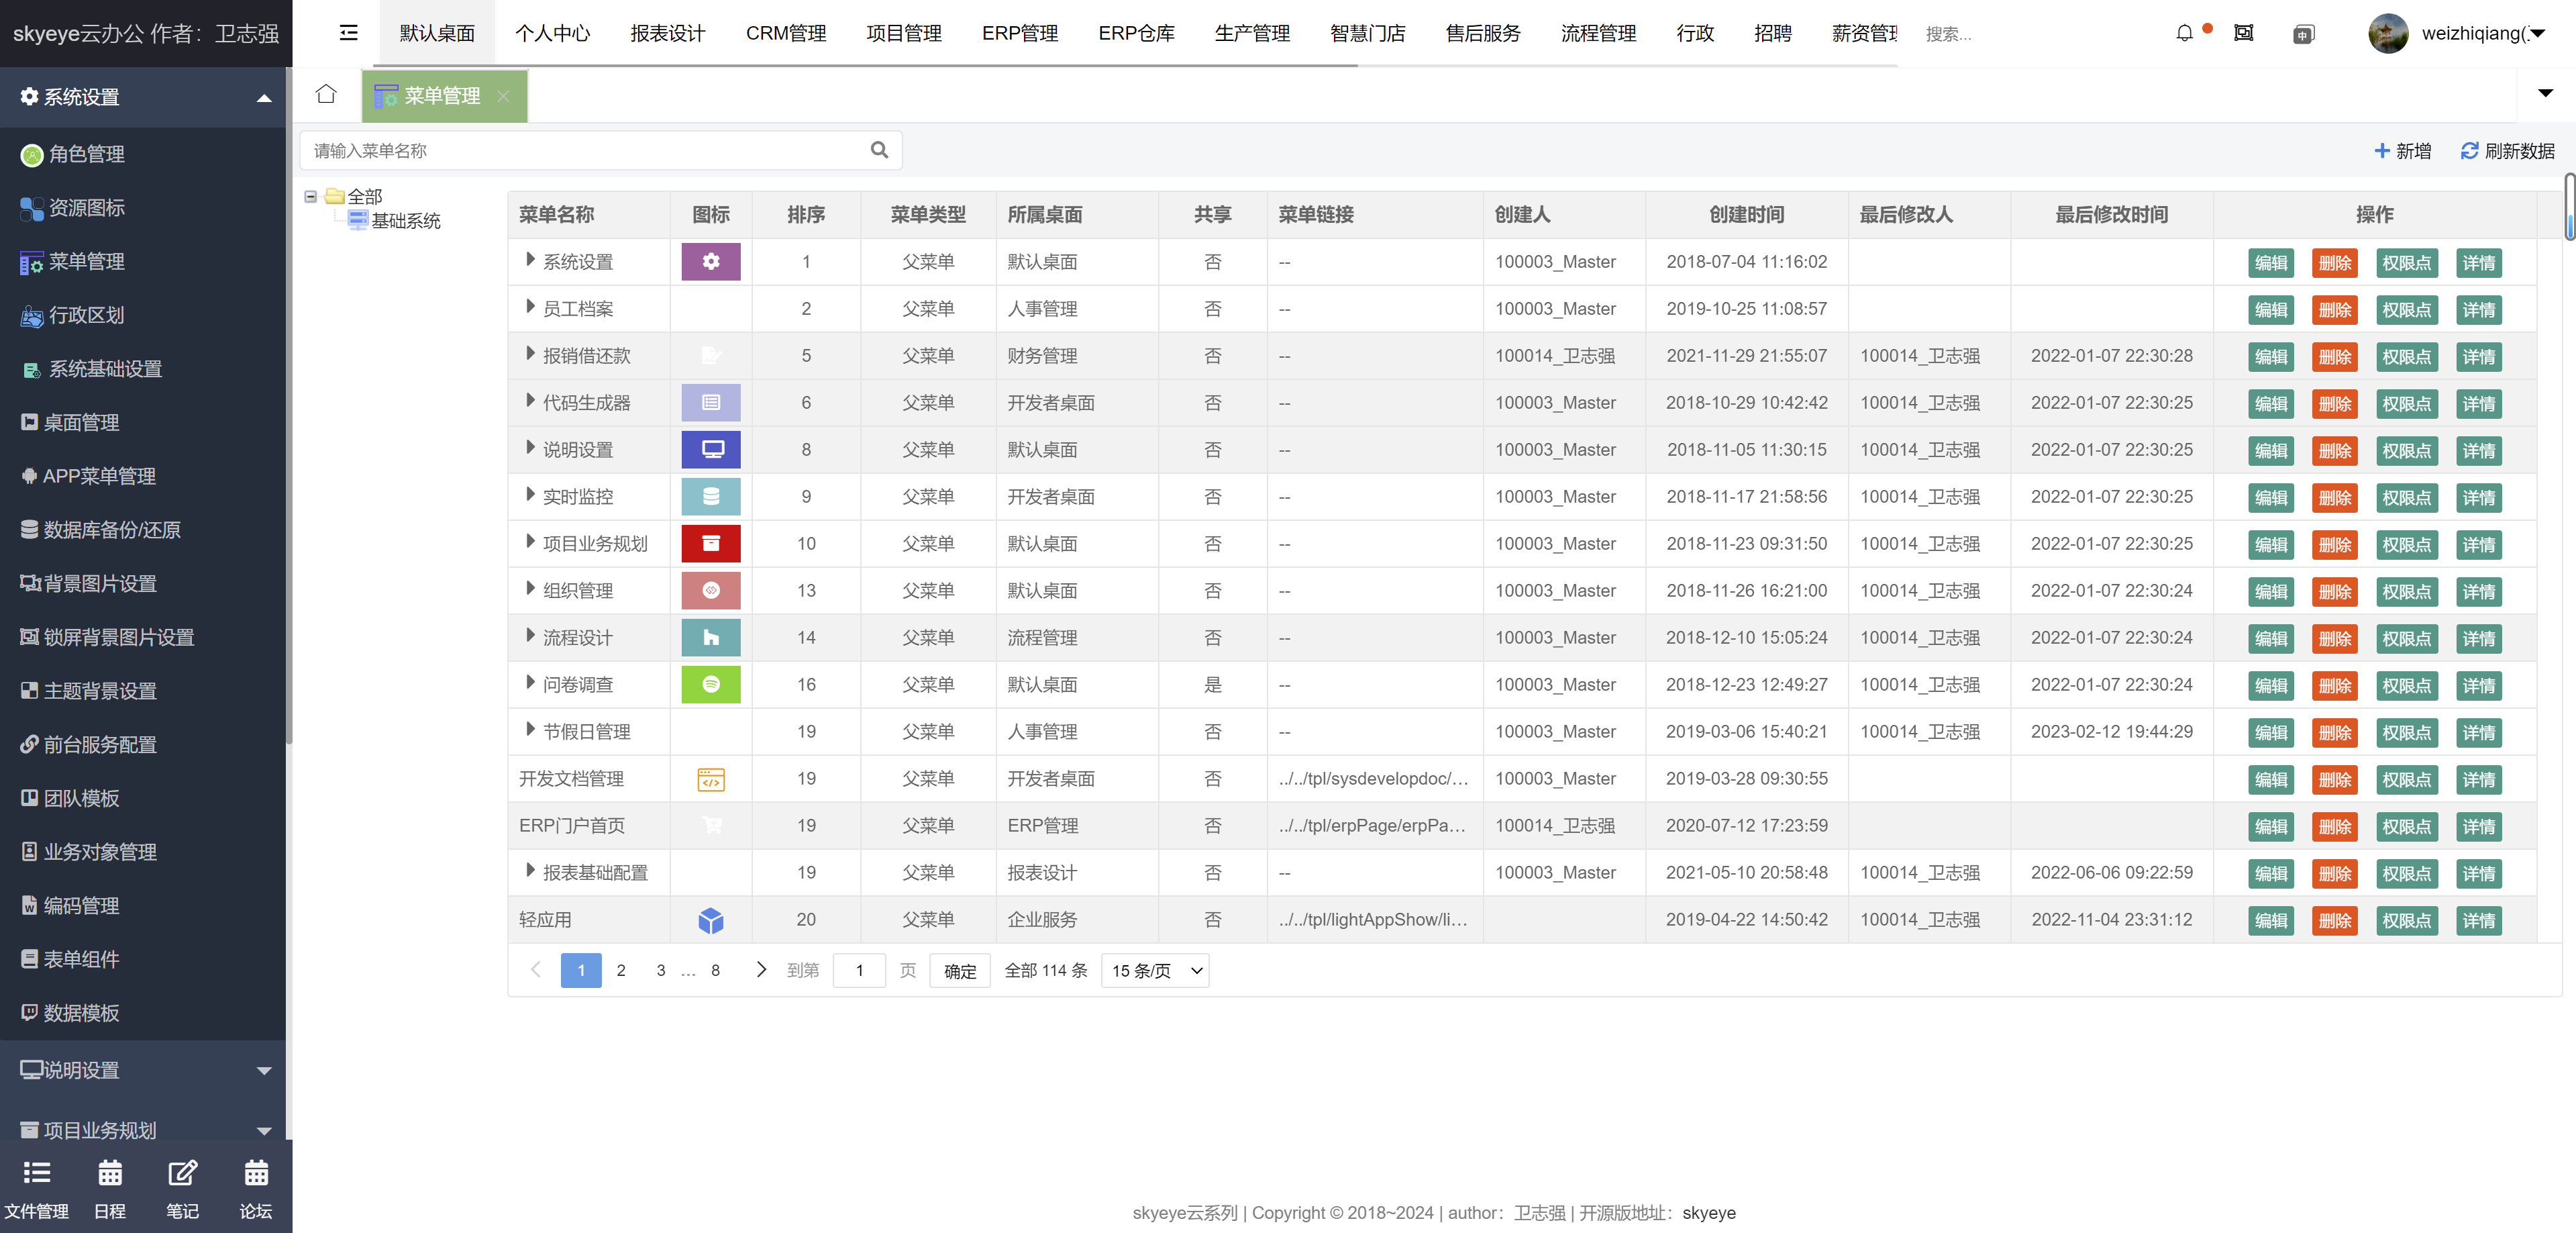 skyeye云办公 作者：卫志强
默认桌面 个人中心 报表设计 CRM管理 项目管理 ERP管理 ERP仓库 生产管理 智慧门店 售后服务 流程管理 行政 招聘 薪资管理 搜索... 中 weizhiqiang(
系统设置
角色管理
资源图标
菜单管理
行政区划
系统基础设置
桌面管理
APP菜单管理
数据库备份/还原
背景图片设置
锁屏背景图片设置
主题背景设置
前台服务配置
团队模板
业务对象管理
编码管理
表单组件
数据模板
说明设置
项目业务规划
文件管理 日程 笔记 论坛
菜单管理
请输入菜单名称 新增 刷新数据
全部
基础系统
菜单名称 图标 排序 菜单类型 所属桌面 共享 菜单链接 创建人 创建时间 最后修改人 最后修改时间 操作
系统设置 1 父菜单 默认桌面 否 -- 100003_Master 2018-07-04 11:16:02 编辑 删除 权限点 详情
员工档案 2 父菜单 人事管理 否 -- 100003_Master 2019-10-25 11:08:57 编辑 删除 权限点 详情
报销借还款 5 父菜单 财务管理 否 -- 100014_卫志强 2021-11-29 21:55:07 100014_卫志强 2022-01-07 22:30:28 编辑 删除 权限点 详情
代码生成器 6 父菜单 开发者桌面 否 -- 100003_Master 2018-10-29 10:42:42 100014_卫志强 2022-01-07 22:30:25 编辑 删除 权限点 详情
说明设置 8 父菜单 默认桌面 否 -- 100003_Master 2018-11-05 11:30:15 100014_卫志强 2022-01-07 22:30:25 编辑 删除 权限点 详情
实时监控 9 父菜单 开发者桌面 否 -- 100003_Master 2018-11-17 21:58:56 100014_卫志强 2022-01-07 22:30:25 编辑 删除 权限点 详情
项目业务规划 10 父菜单 默认桌面 否 -- 100003_Master 2018-11-23 09:31:50 100014_卫志强 2022-01-07 22:30:25 编辑 删除 权限点 详情
组织管理 13 父菜单 默认桌面 否 -- 100003_Master 2018-11-26 16:21:00 100014_卫志强 2022-01-07 22:30:24 编辑 删除 权限点 详情
流程设计 14 父菜单 流程管理 否 -- 100003_Master 2018-12-10 15:05:24 100014_卫志强 2022-01-07 22:30:24 编辑 删除 权限点 详情
问卷调查 16 父菜单 默认桌面 是 -- 100003_Master 2018-12-23 12:49:27 100014_卫志强 2022-01-07 22:30:24 编辑 删除 权限点 详情
节假日管理 19 父菜单 人事管理 否 -- 100003_Master 2019-03-06 15:40:21 100014_卫志强 2023-02-12 19:44:29 编辑 删除 权限点 详情
开发文档管理 19 父菜单 开发者桌面 否 ../../tpl/sysdevelopdoc/... 100003_Master 2019-03-28 09:30:55 编辑 删除 权限点 详情
ERP门户首页 19 父菜单 ERP管理 否 ../../tpl/erpPage/erpPa... 100014_卫志强 2020-07-12 17:23:59 编辑 删除 权限点 详情
报表基础配置 19 父菜单 报表设计 否 -- 100003_Master 2021-05-10 20:58:48 100014_卫志强 2022-06-06 09:22:59 编辑 删除 权限点 详情
轻应用 20 父菜单 企业服务 否 ../../tpl/lightAppShow/li... 2019-04-22 14:50:42 100014_卫志强 2022-11-04 23:31:12 编辑 删除 权限点 详情
1 2 3 ... 8 到第 1 页 确定 全部 114 条 15 条/页
skyeye云系列 | Copyright © 2018~2024 | author：卫志强 | 开源版地址：skyeye